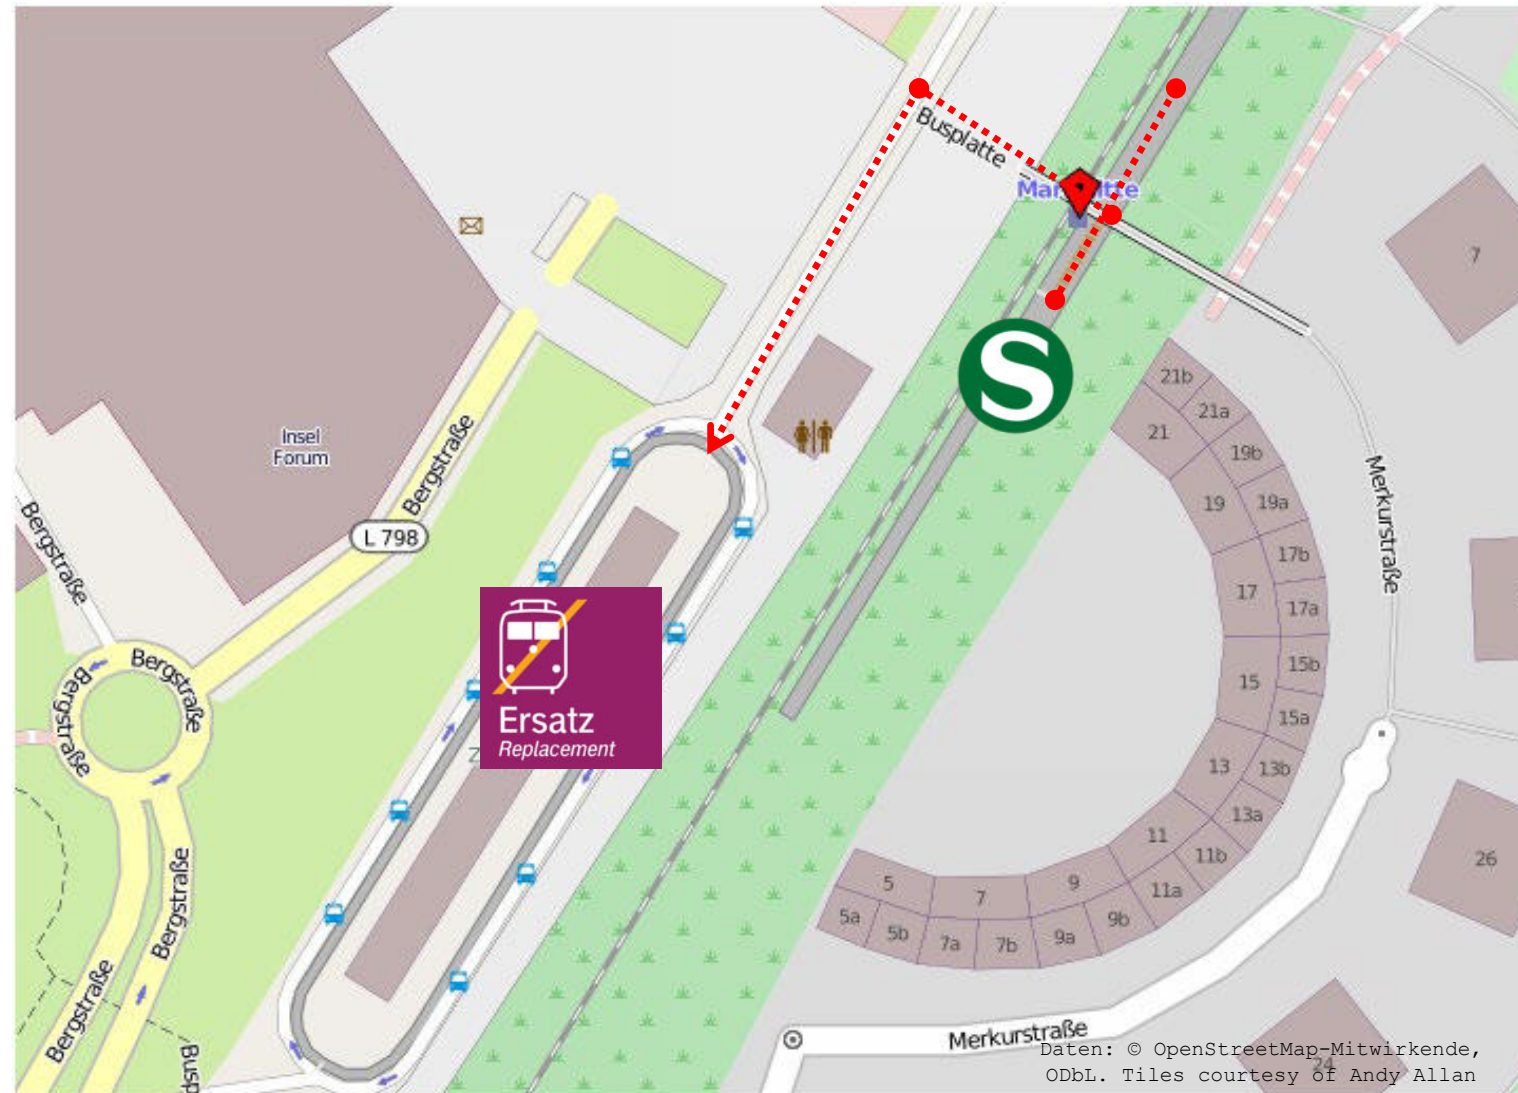 Busplatte
7
S
21b
21a
21
19b
19
19a
Insel
Forum
Bergstraße
L 798
Bergstraße
Merkurstraße
17b
17
17a
15b
15
15a
Bergstraße
Bergstraße
Bergstraße
Ersatz
Replacement
Z
13
13b
13a
11
11b
11a
5
7
9
5a
5b
7a
7b
9a
9b
26
Bergstraße
Bergstraße
Busp
Merkurstraße
24
Daten: © OpenStreetMap-Mitwirkende,
ODbL. Tiles courtesy of Andy Allan